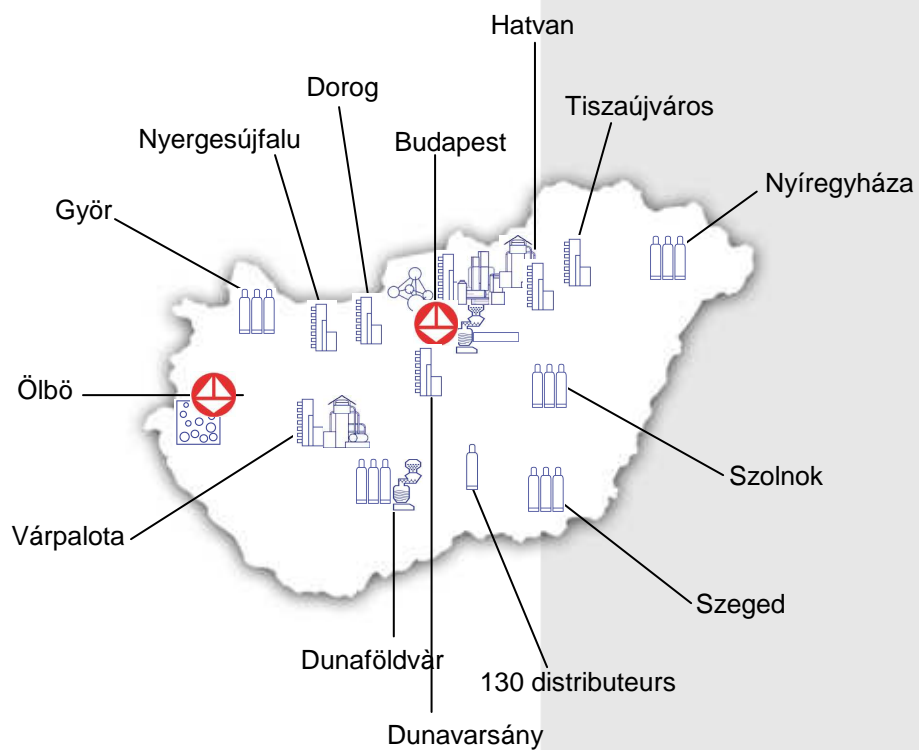 Hatvan
Dorog
Tiszaújváros
Nyergesújfalu
Budapest
Nyíregyháza
Györ
Ölbö
Szolnok
Várpalota
Szeged
Dunaföldvàr
130 distributeurs
Dunavarsány